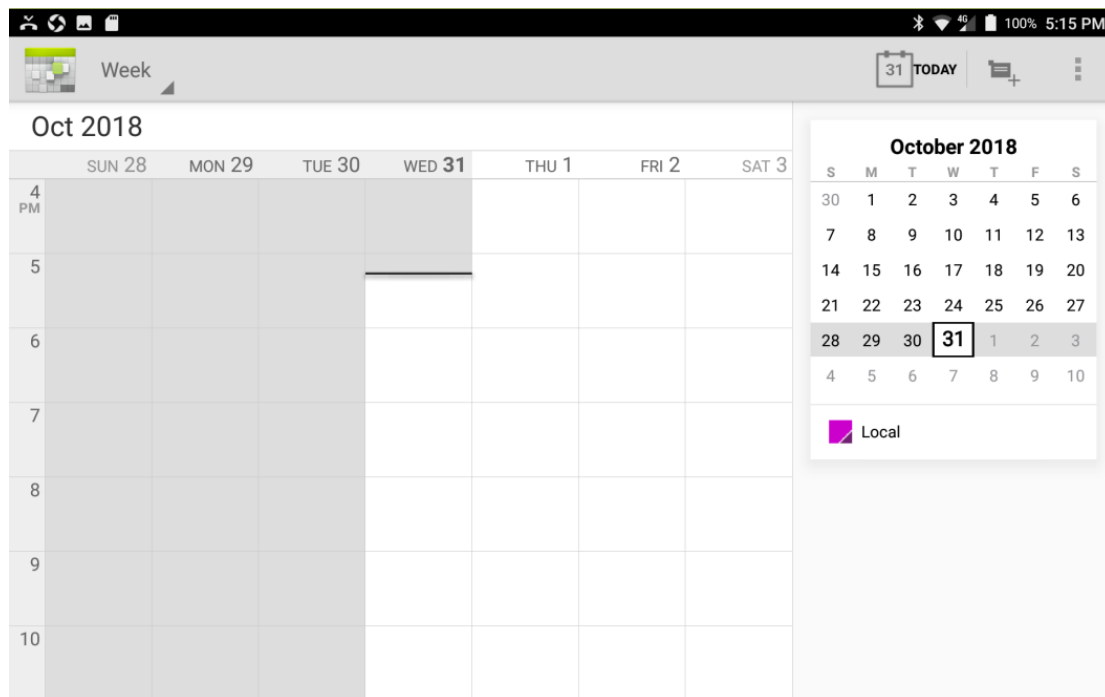 4G 100% 5:15 PM
Week
31 TODAY
Oct 2018
SUN 28 MON 29 TUE 30 WED 31 THU 1 FRI 2 SAT 3
4
PM
5
6
7
8
9
10
October 2018
S M T W T F S
30 1 2 3 4 5 6
7 8 9 10 11 12 13
14 15 16 17 18 19 20
21 22 23 24 25 26 27
28 29 30 31 1 2 3
4 5 6 7 8 9 10
Local